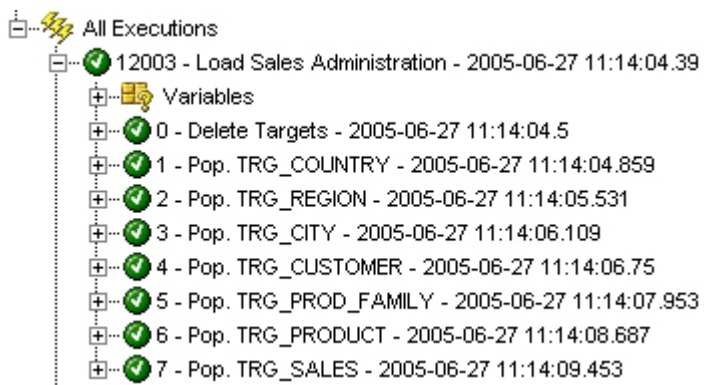 All Executions
12003 - Load Sales Administration - 2005-06-27 11:14:04.39
Variables
0 - Delete Targets - 2005-06-27 11:14:04.5
1 - Pop. TRG_COUNTRY - 2005-06-27 11:14:04.859
2 - Pop. TRG_REGION - 2005-06-27 11:14:05.531
3 - Pop. TRG_CITY - 2005-06-27 11:14:06.109
4 - Pop. TRG_CUSTOMER - 2005-06-27 11:14:06.75
5 - Pop. TRG_PROD_FAMILY - 2005-06-27 11:14:07.953
6 - Pop. TRG_PRODUCT - 2005-06-27 11:14:08.687
7 - Pop. TRG_SALES - 2005-06-27 11:14:09.453